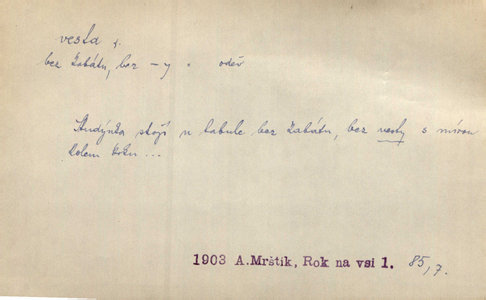 vesta f.
bez kabátu, bez -y = oděv
Studýnka stojí u tabule bez kabátu, bez vesty s mírou
kolem krku ...
1903 A.Mrštík, Rok na vsi 1. 85,7.